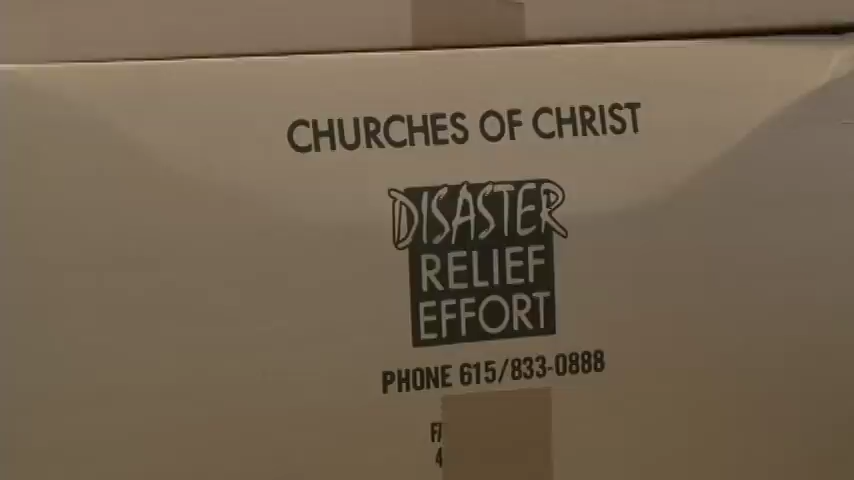 CHURCHES OF CHRIST
DISASTER
RELIEF
EFFORT
PHONE 615/833-0888